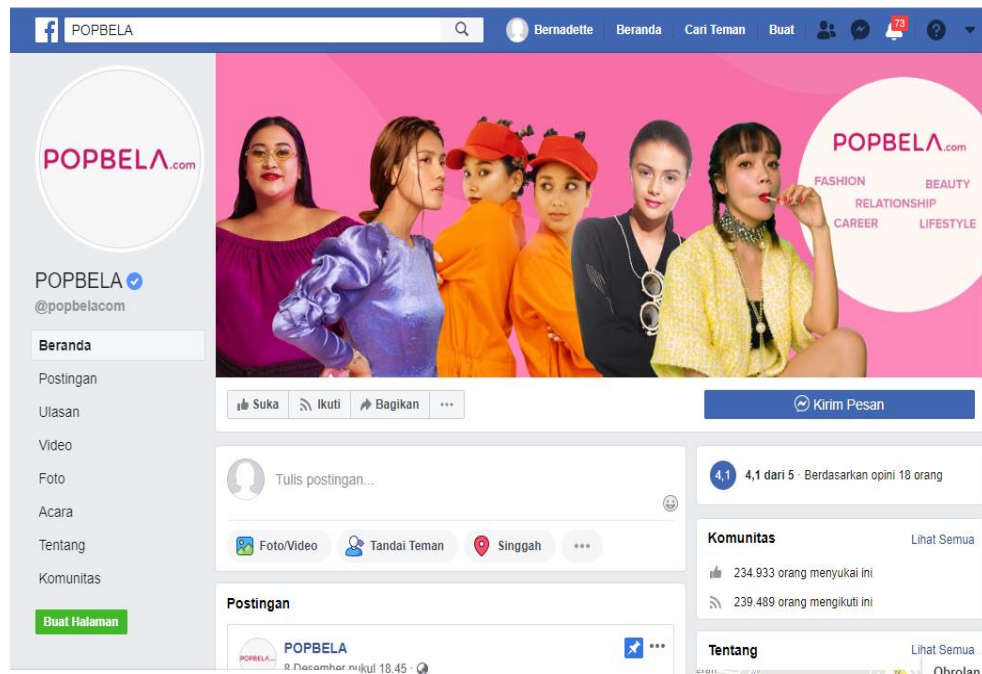 POPBELA
Bernadette
Beranda
Cari Teman
Buat
73
POPBELA.com
POPBELA.com
FASHION
BEAUTY
RELATIONSHIP
CAREER
LIFESTYLE
POPBELA
@popbelacom
Beranda
Postingan
Ulasan
Video
Foto
Acara
Tentang
Komunitas
Buat Halaman
Suka
Ikuti
Bagikan
Kirim Pesan
Tulis postingan...
Foto/Video
Tandai Teman
Singgah
Postingan
POPBELA...
POPBELA
8 Desember pukul 18.45
4,1
4,1 dari 5 · Berdasarkan opini 18 orang
Komunitas
Lihat Semua
234.933 orang menyukai ini
239.489 orang mengikuti ini
Tentang
Lihat Semua
Obrolan